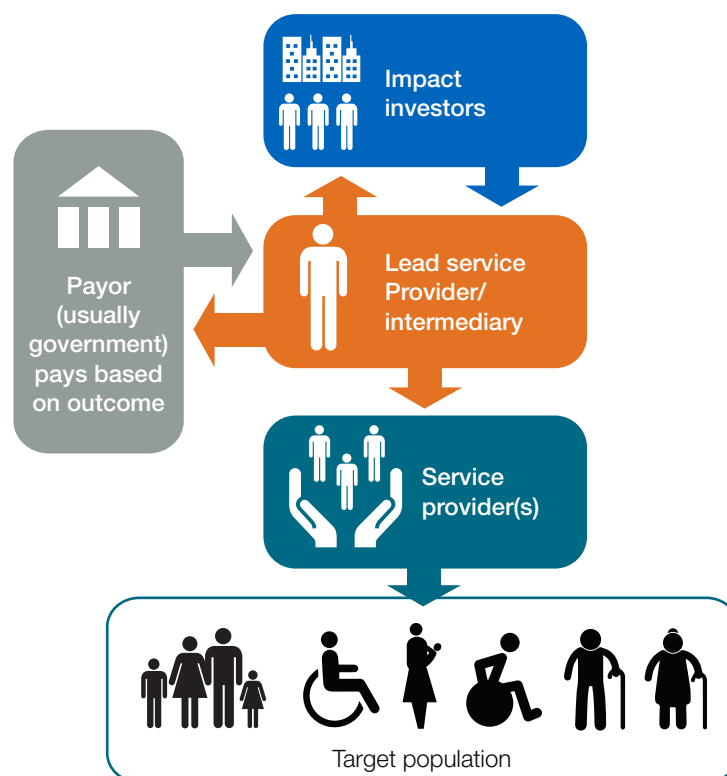 Impact
investors
Payor
(usually
government)
pays based
on outcome
Lead service
Provider/
intermediary
Service
provider(s)
Target population